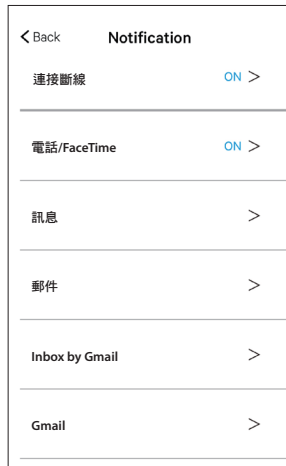 Back Notification
連接斷線 ON >
電話/FaceTime ON >
訊息 >
郵件 >
Inbox by Gmail >
Gmail >